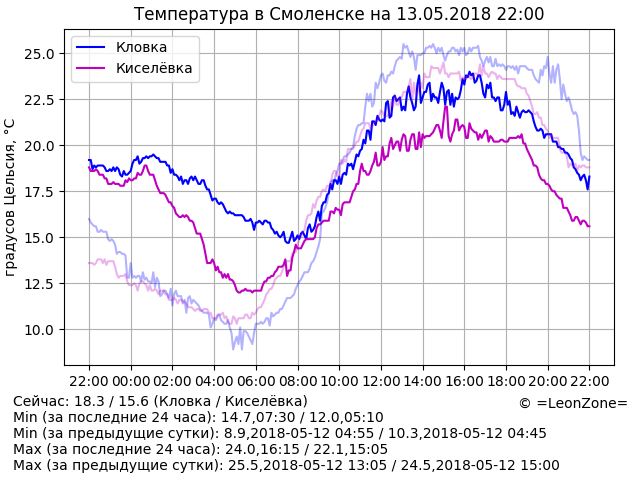 Температура в Смоленске на 13.05.2018 22:00
Кловка
Киселёвка
градусов Цельсия, °C
25.0
22.5
20.0
17.5
15.0
12.5
10.0
22:00 00:00 02:00 04:00 06:00 08:00 10:00 12:00 14:00 16:00 18:00 20:00 22:00
Сейчас: 18.3 / 15.6 (Кловка / Киселёвка)
© =LeonZone=
Min (за последние 24 часа): 14.7,07:30 / 12.0,05:10
Min (за предыдущие сутки): 8.9,2018-05-12 04:55 / 10.3,2018-05-12 04:45
Max (за последние 24 часа): 24.0,16:15 / 22.1,15:05
Max (за предыдущие сутки): 25.5,2018-05-12 13:05 / 24.5,2018-05-12 15:00